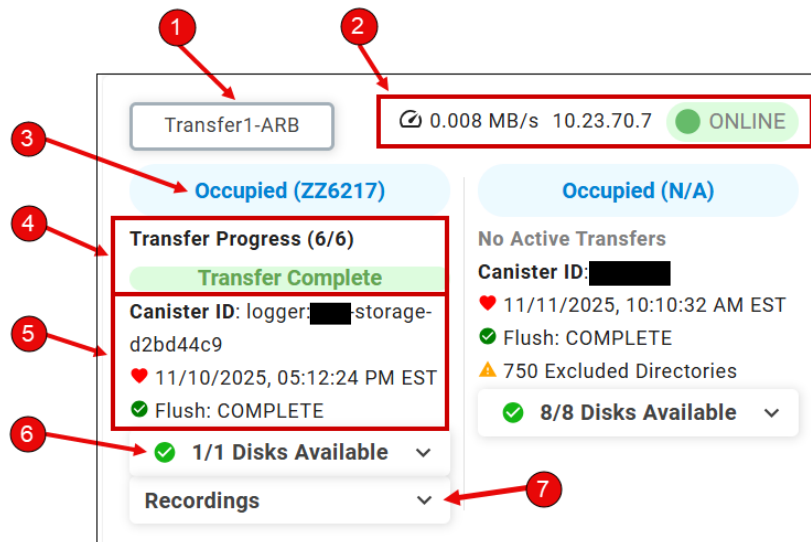 1
2
Transfer1-ARB
0.008 MB/s 10.23.70.7 ONLINE
3
Occupied (ZZ6217)
4
Transfer Progress (6/6)
Transfer Complete
5
Canister ID: logger: -storage-
d2bd44c9
11/10/2025, 05:12:24 PM EST
Flush: COMPLETE
6
1/1 Disks Available
Recordings
7
Occupied (N/A)
No Active Transfers
Canister ID:
11/11/2025, 10:10:32 AM EST
Flush: COMPLETE
750 Excluded Directories
8/8 Disks Available